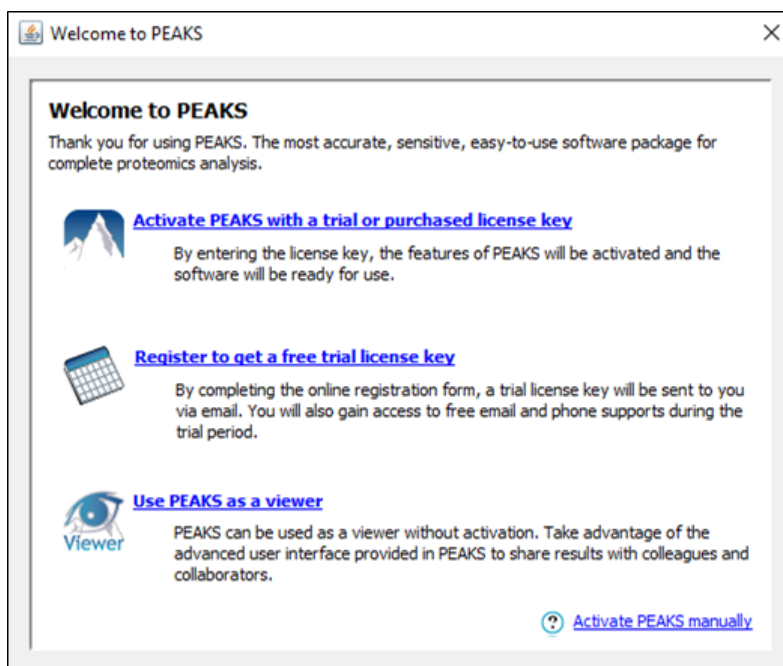 Welcome to PEAKS
Welcome to PEAKS
Thank you for using PEAKS. The most accurate, sensitive, easy-to-use software package for
complete proteomics analysis.
Activate PEAKS with a trial or purchased license key
By entering the license key, the features of PEAKS will be activated and the
software will be ready for use.
Register to get a free trial license key
By completing the online registration form, a trial license key will be sent to you
via email. You will also gain access to free email and phone supports during the
trial period.
Use PEAKS as a viewer
Viewer
PEAKS can be used as a viewer without activation. Take advantage of the
advanced user interface provided in PEAKS to share results with colleagues and
collaborators.
? Activate PEAKS manually